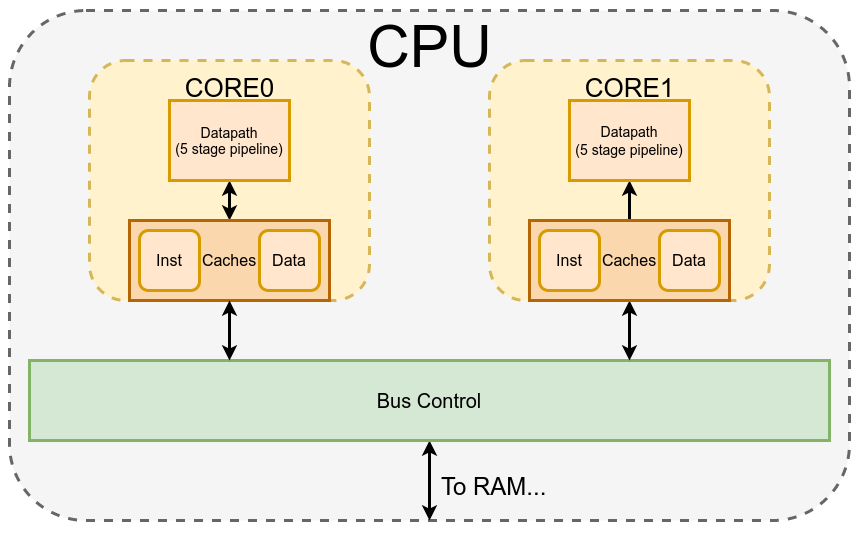 CPU
CORE0
Datapath
(5 stage pipeline)
Inst
Caches
Data
CORE1
Datapath
(5 stage pipeline)
Inst
Caches
Data
Bus Control
To RAM...